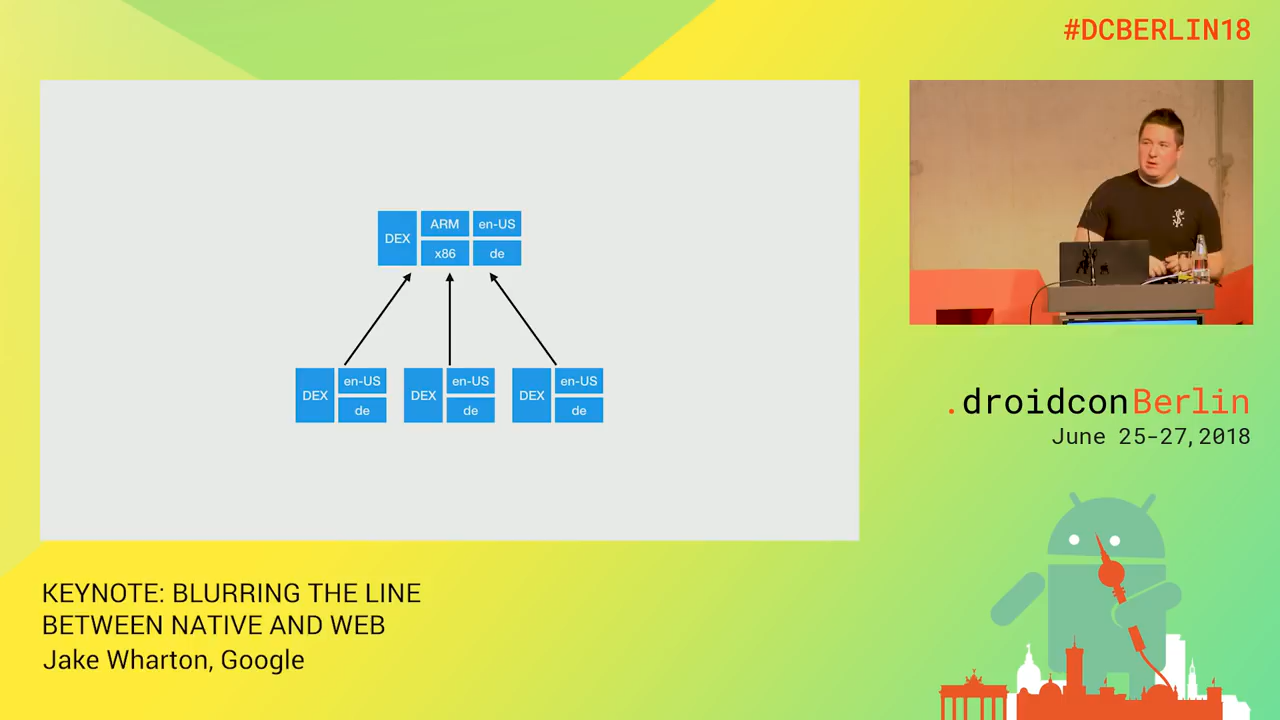 #DCBERLIN18
DEX
ARM
en-US
x86
de
DEX
en-US
de
DEX
en-US
de
DEX
en-US
de
.droidconBerlin
June 25-27,2018
KEYNOTE: BLURRING THE LINE
BETWEEN NATIVE AND WEB
Jake Wharton, Google